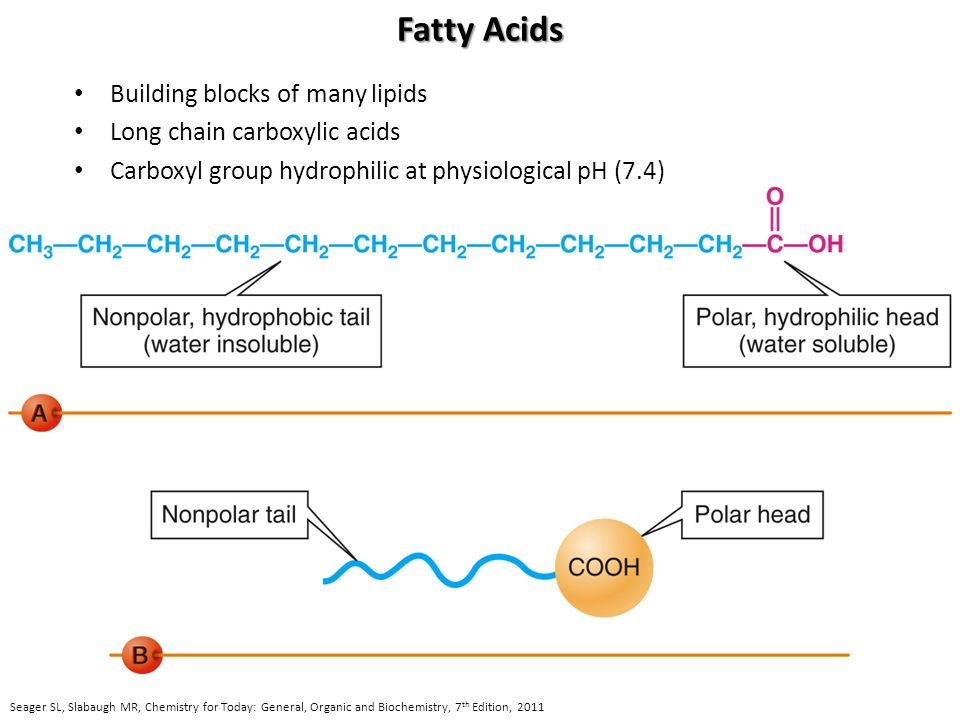 Fatty Acids
• Building blocks of many lipids
• Long chain carboxylic acids
• Carboxyl group hydrophilic at physiological pH (7.4)
O
CH₃—CH₂—CH₂—CH₂—CH₂—CH₂—CH₂—CH₂—CH₂—CH₂—CH₂—C—OH
Nonpolar, hydrophobic tail
(water insoluble)
Polar, hydrophilic head
(water soluble)
A
Nonpolar tail
Polar head
COOH
B
Seager SL, Slabaugh MR, Chemistry for Today: General, Organic and Biochemistry, 7th Edition, 2011